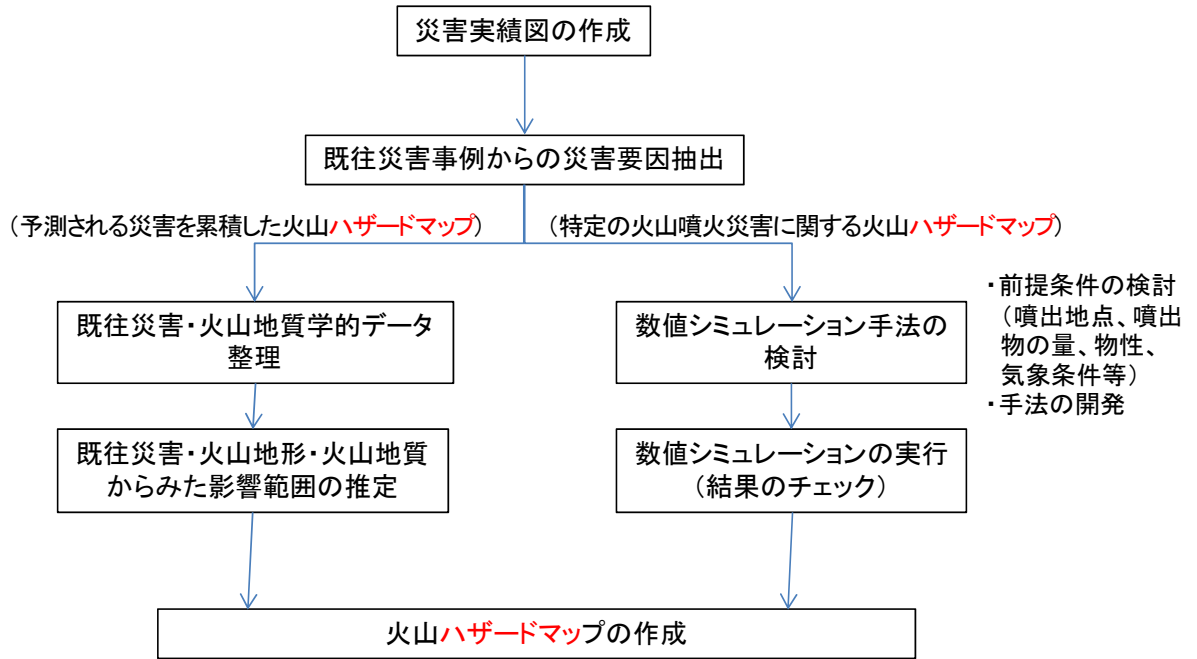 災害実績図の作成
既往災害事例からの災害要因抽出
（予測される災害を累積した火山ハザードマップ）
（特定の火山噴火災害に関する火山ハザードマップ）
既往災害・火山地質学的データ
整理
数値シミュレーション手法の
検討
・前提条件の検討
（噴出地点、噴出
物の量、物性、
気象条件等）
・手法の開発
既往災害・火山地形・火山地質
からみた影響範囲の推定
数値シミュレーションの実行
（結果のチェック）
火山ハザードマップの作成